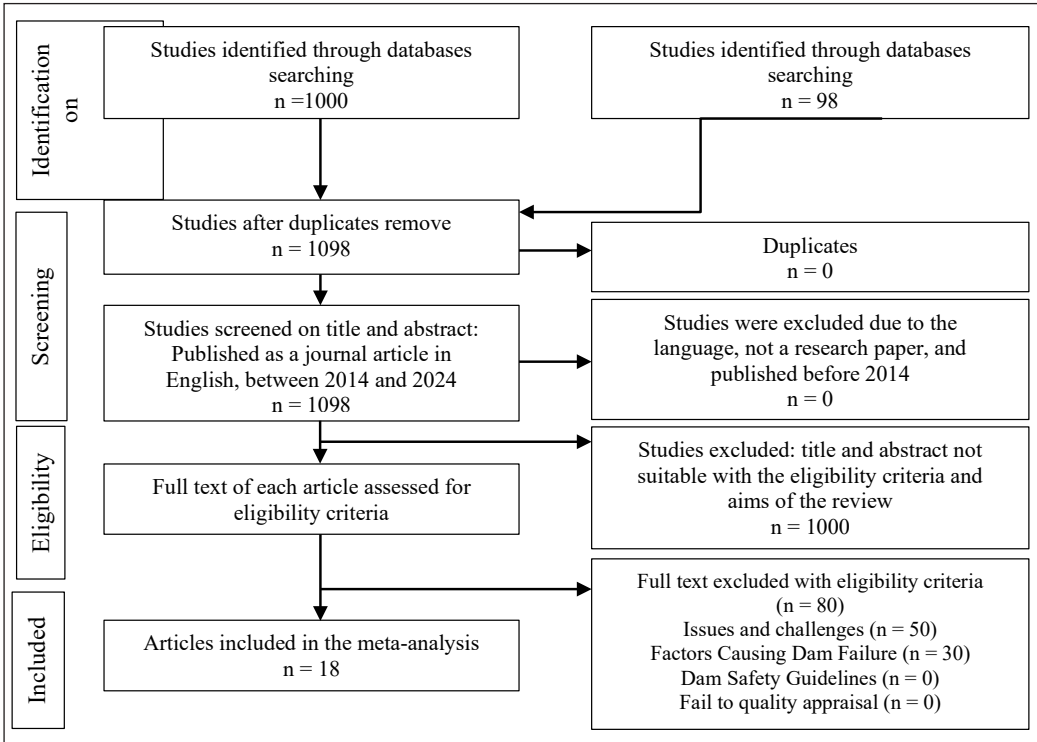 Identification
on
Studies identified through databases
searching
n =1000
Studies identified through databases
searching
n = 98
Screening
Studies after duplicates remove
n = 1098
Duplicates
n = 0
Studies screened on title and abstract:
Published as a journal article in
English, between 2014 and 2024
n = 1098
Studies were excluded due to the
language, not a research paper, and
published before 2014
n = 0
Eligibility
Full text of each article assessed for
eligibility criteria
Studies excluded: title and abstract not
suitable with the eligibility criteria and
aims of the review
n = 1000
Included
Articles included in the meta-analysis
n = 18
Full text excluded with eligibility criteria
(n = 80)
Issues and challenges (n = 50)
Factors Causing Dam Failure (n = 30)
Dam Safety Guidelines (n = 0)
Fail to quality appraisal (n = 0)